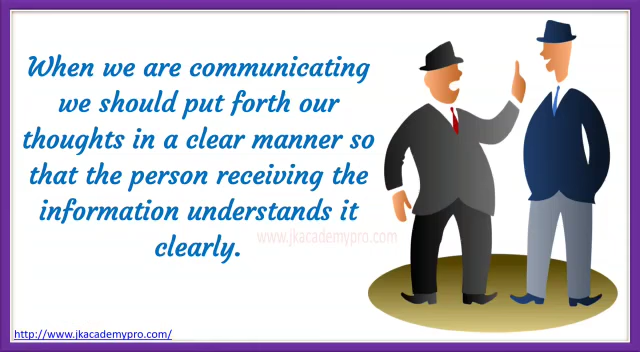 When we are communicating
we should put forth our
thoughts in a clear manner so
that the person receiving the
information understands it
clearly.
www.jkacademypro.com
http://www.jkacademypro.com/